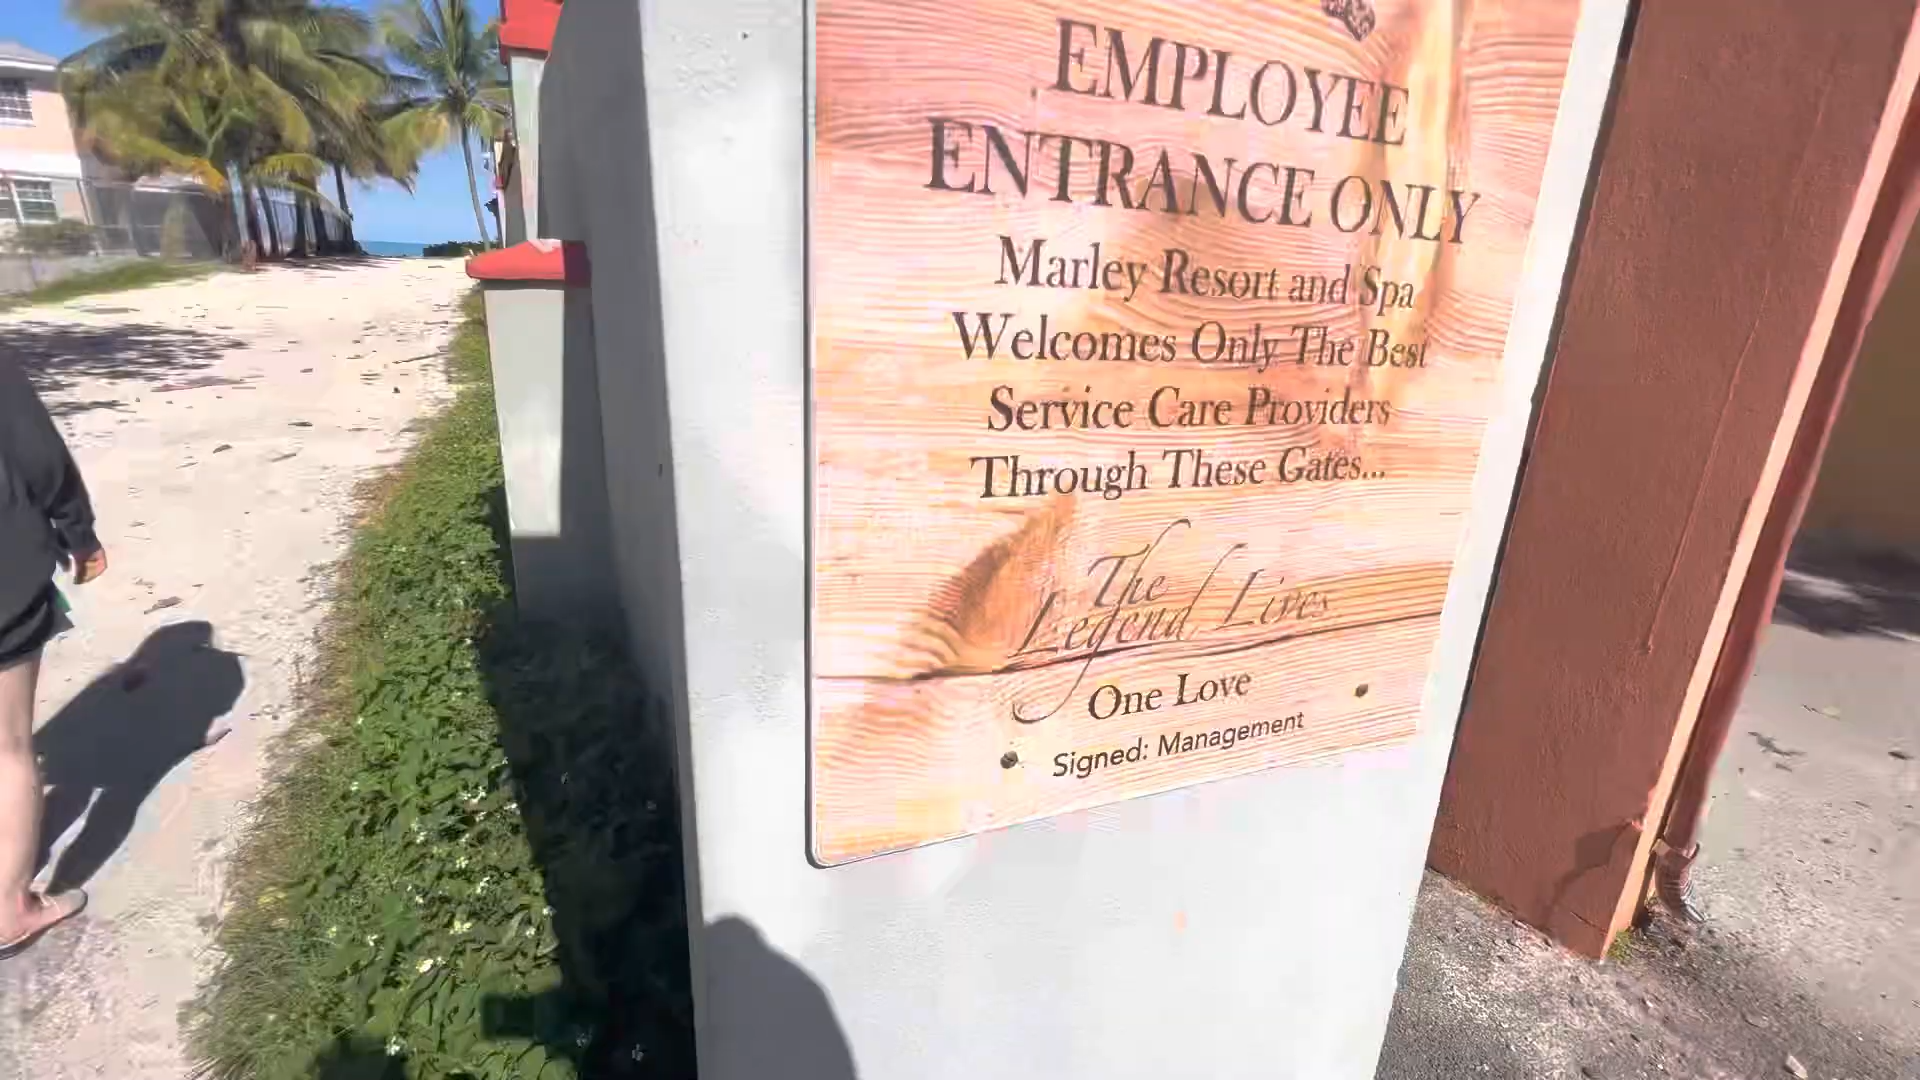 EMPLOYEE
ENTRANCE ONLY
Marley Resort and Spa
Welcomes Only The Best
Service Care Providers
Through These Gates...
The
Legend Lives
One Love
Signed: Management